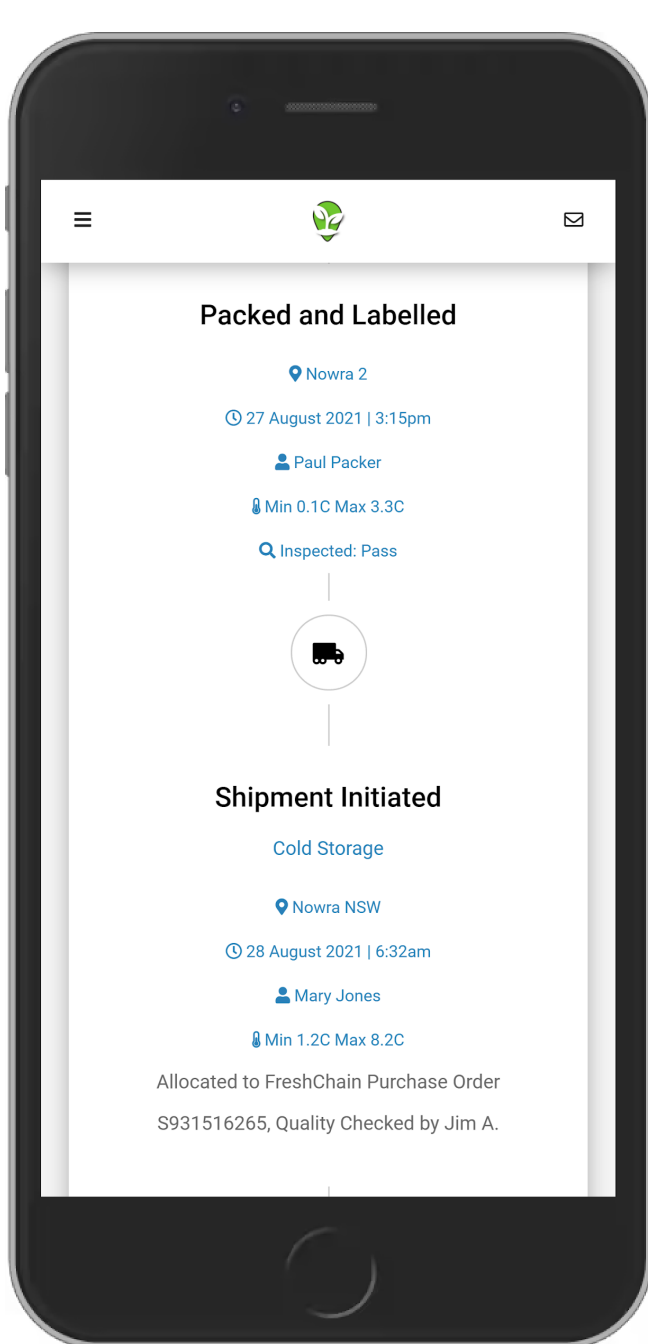 Packed and Labelled
Nowra 2
27 August 2021 | 3:15pm
Paul Packer
Min 0.1C Max 3.3C
Inspected: Pass
Shipment Initiated
Cold Storage
Nowra NSW
28 August 2021 | 6:32am
Mary Jones
Min 1.2C Max 8.2C
Allocated to FreshChain Purchase Order
S931516265, Quality Checked by Jim A.